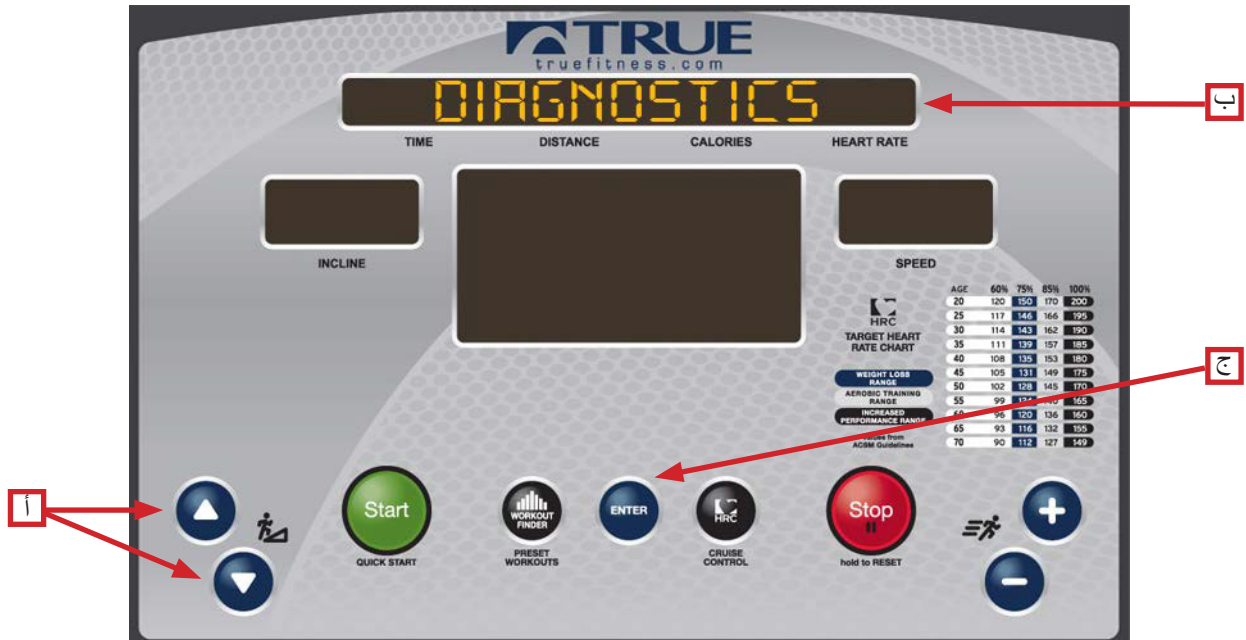 TRUE
truefitness.com
DIAGNOSTICS
ب
TIME DISTANCE CALORIES HEART RATE
INCLINE
SPEED
HRC
TARGET HEART
RATE CHART
WEIGHT LOSS
RANGE
AEROBIC TRAINING
RANGE
INCREASED
PERFORMANCE RANGE
Values from
ACSM Guidelines
AGE 60% 75% 85% 100%
20 120 150 170 200
25 117 146 166 195
30 114 143 162 190
35 111 139 157 185
40 108 135 153 180
45 105 131 149 175
50 102 128 145 170
55 99 165
96 120 136 160
65 93 116 132 155
70 90 112 127 149
ج
أ
Start
QUICK START
WORKOUT
FINDER
PRESET
WORKOUTS
ENTER
HRC
CRUISE
CONTROL
Stop
hold to RESET